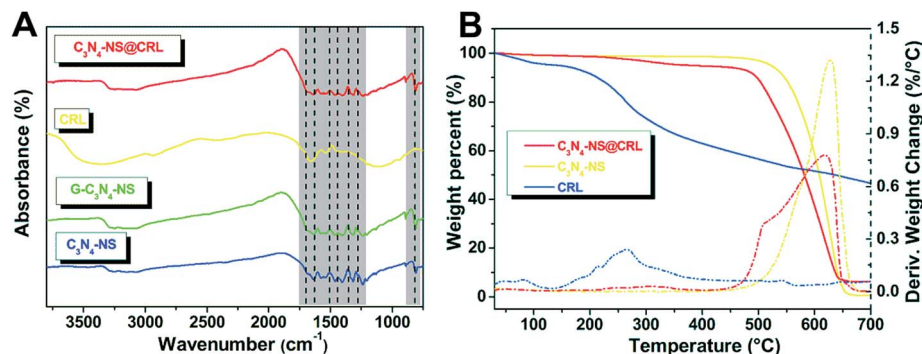 A
C₃N₄-NS@CRL
CRL
G-C₃N₄-NS
C₃N₄-NS
Absorbance (%)
3500 3000 2500 2000 1500 1000
Wavenumber (cm⁻¹)
B
100
80
60
40
20
0
Weight percent (%)
C₃N₄-NS@CRL
C₃N₄-NS
CRL
1.5
1.2
0.9
0.6
0.3
0.0
Deriv. Weight Change (%/°C)
100 200 300 400 500 600 700
Temperature (°C)